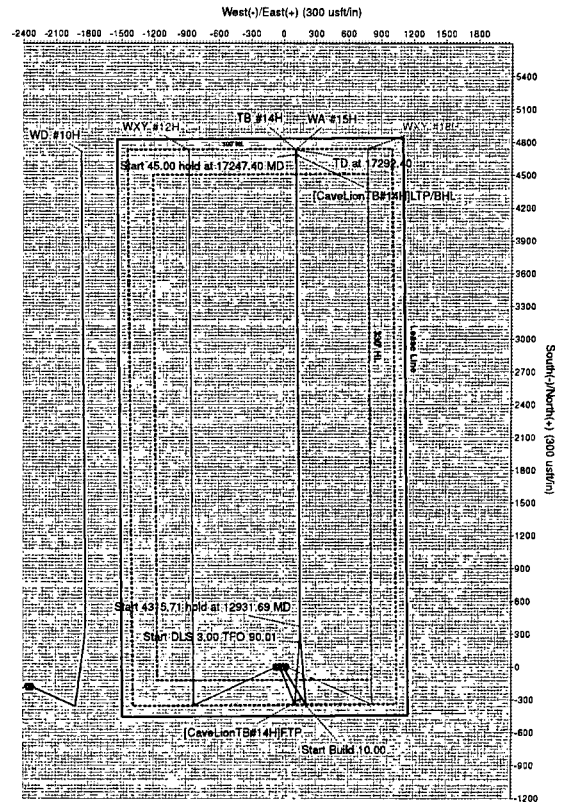 West(-)/East(+) (300 usft/in)
-2400 -2100 -1800 -1500 -1200 -900 -600 -300 0 300 600 900 1200 1500 1800
5400
5100
4800
4500
4200
3900
3600
3300
3000
2700
2400
2100
1800
1500
1200
900
600
300
0
-300
-600
-900
-1200
South(-)/North(+) (300 usft/in)
TB #14H
WA #15H
WD #10H
WXY #12H
Start 45.00 hold at 17247.40 MD
TD at 17292.40
[CaveLionTB#14H]LTP/BHL
Lease Line
Start 4315.71 hold at 12931.69 MD
Start DLS 3.00 TFO 90.01
[CaveLionTB#14H]FTP
Start Build 10.00